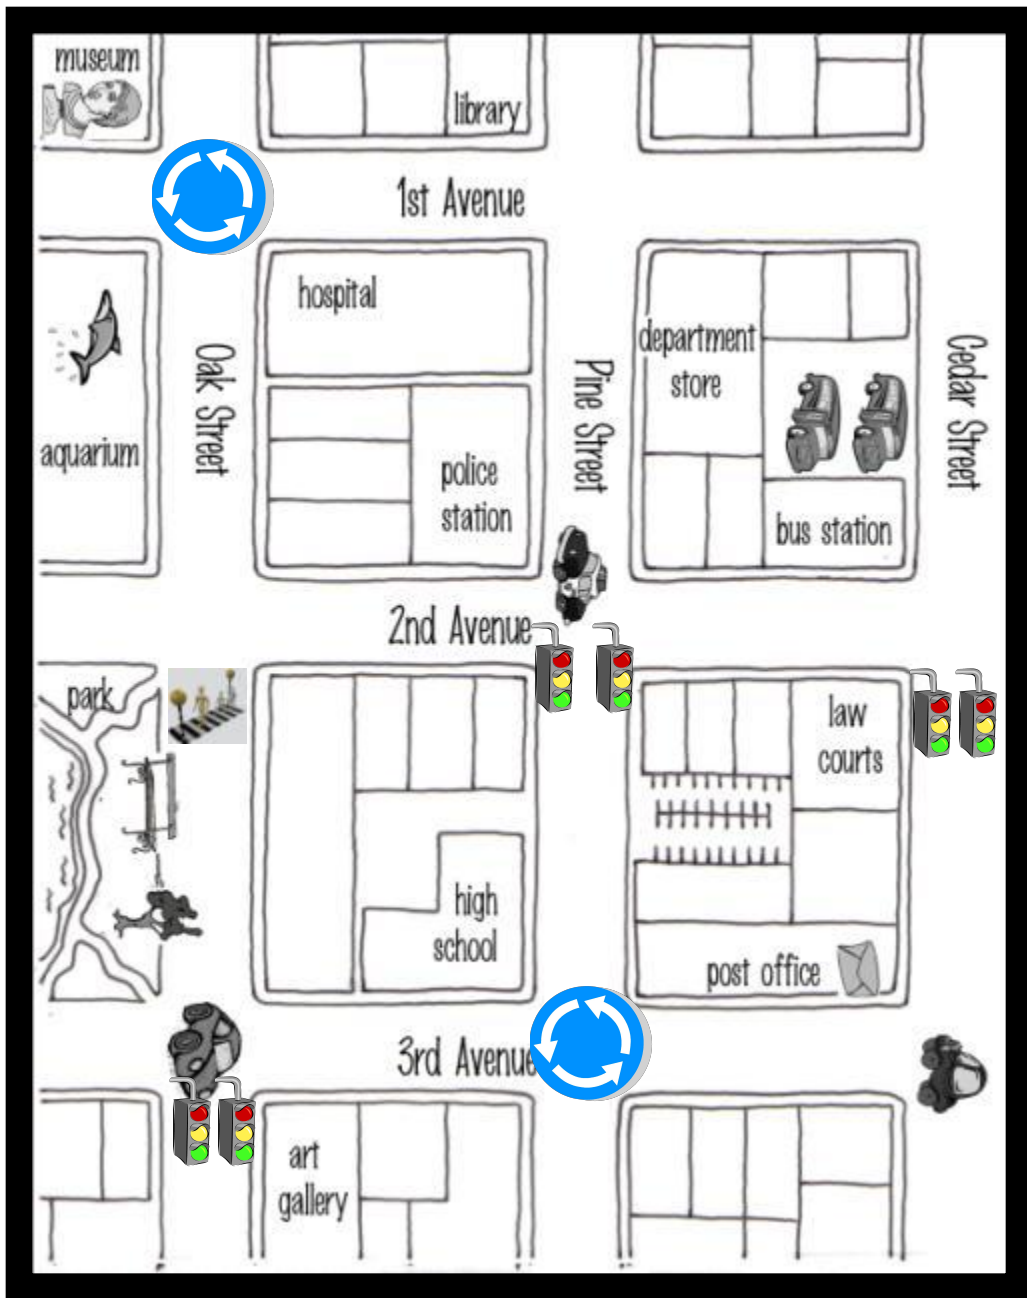 museum
library
1st Avenue
hospital
department
store
Oak Street
Pine Street
Cedar Street
aquarium
police
station
bus station
2nd Avenue
park
law
courts
high
school
post office
3rd Avenue
art
gallery